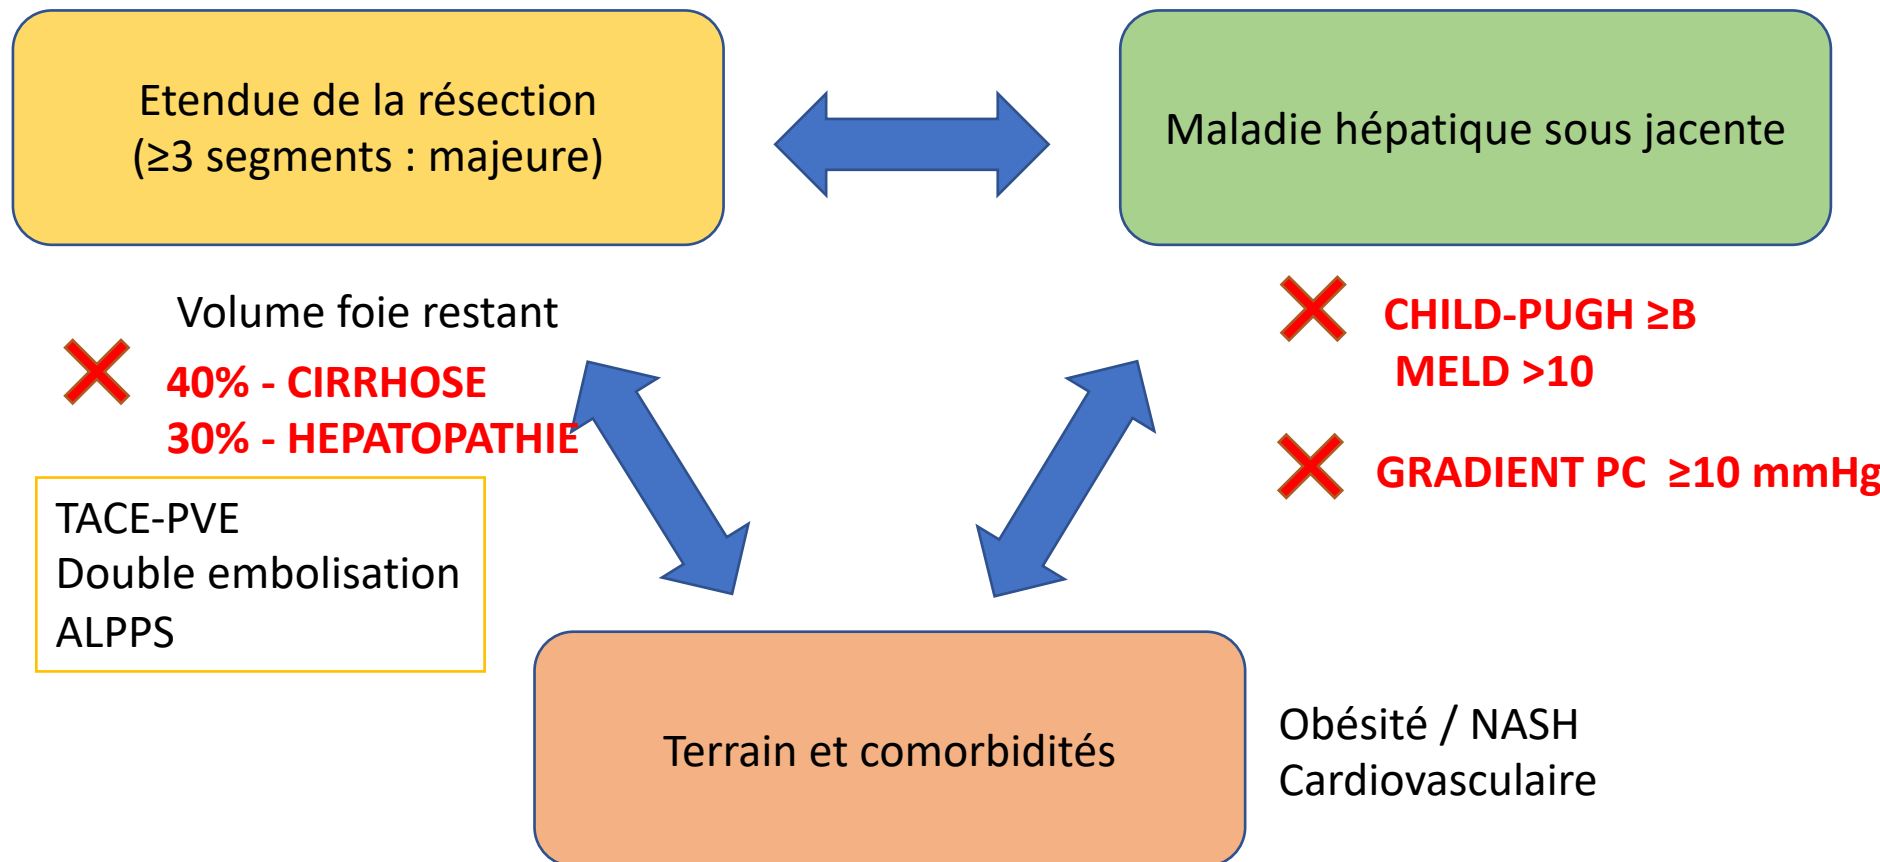 Etendue de la résection
(≥3 segments : majeure)
Maladie hépatique sous jacente
Volume foie restant
40% - CIRRHOSE
30% - HEPATOPATHIE
CHILD-PUGH ≥B
MELD >10
GRADIENT PC ≥10 mmHg
TACE-PVE
Double embolisation
ALPPS
Terrain et comorbidités
Obésité / NASH
Cardiovasculaire